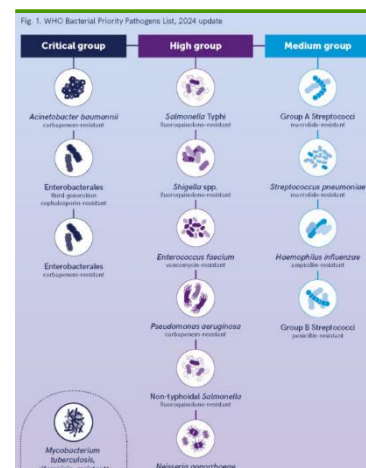 Fig. 1. WHO Bacterial Priority Pathogens List, 2024 update
Critical group
High group
Medium group
Acinetobacter baumannii
carbapenem-resistant
Enterobacterales
third-generation
cephalosporin-resistant
Enterobacterales
carbapenem-resistant
Mycobacterium
tuberculosis,
Salmonella Typhi
fluoroquinolone-resistant
Shigella spp.
fluoroquinolone-resistant
Enterococcus faecium
vancomycin-resistant
Pseudomonas aeruginosa
carbapenem-resistant
Non-typhoidal Salmonella
fluoroquinolone-resistant
Neisseria gonorrhoeae
Group A Streptococci
macrolide-resistant
Streptococcus pneumoniae
macrolide-resistant
Haemophilus influenzae
ampicillin-resistant
Group B Streptococci
penicillin-resistant